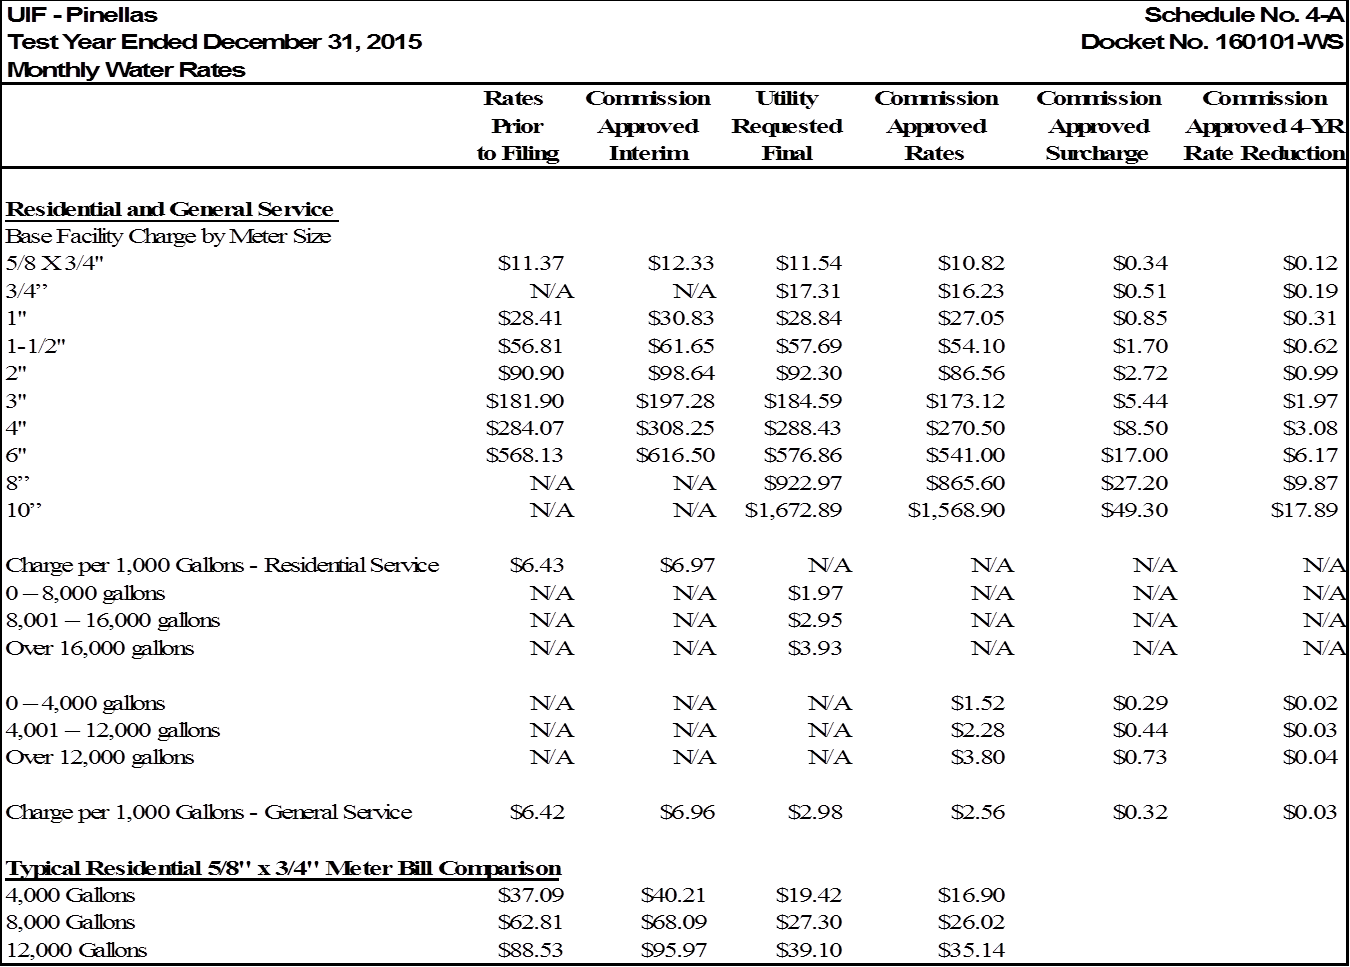 UIF - Pinellas Schedule No. 4-A
Test Year Ended December 31, 2015 Docket No. 160101-WS
Monthly Water Rates
Rates Commission Utility Commission Commission Commission
Prior Approved Requested Approved Approved Approved 4-YR
to Filing Interim Final Rates Surcharge Rate Reduction
Residential and General Service
Base Facility Charge by Meter Size
5/8 X 3/4" $11.37 $12.33 $11.54 $10.82 $0.34 $0.12
3/4” N/A N/A $17.31 $16.23 $0.51 $0.19
1" $28.41 $30.83 $28.84 $27.05 $0.85 $0.31
1-1/2" $56.81 $61.65 $57.69 $54.10 $1.70 $0.62
2" $90.90 $98.64 $92.30 $86.56 $2.72 $0.99
3" $181.90 $197.28 $184.59 $173.12 $5.44 $1.97
4" $284.07 $308.25 $288.43 $270.50 $8.50 $3.08
6" $568.13 $616.50 $576.86 $541.00 $17.00 $6.17
8” N/A N/A $922.97 $865.60 $27.20 $9.87
10” N/A N/A $1,672.89 $1,568.90 $49.30 $17.89
Charge per 1,000 Gallons - Residential Service $6.43 $6.97 N/A N/A N/A N/A
0 – 8,000 gallons N/A N/A $1.97 N/A N/A N/A
8,001 – 16,000 gallons N/A N/A $2.95 N/A N/A N/A
Over 16,000 gallons N/A N/A $3.93 N/A N/A N/A
0 – 4,000 gallons N/A N/A N/A $1.52 $0.29 $0.02
4,001 – 12,000 gallons N/A N/A N/A $2.28 $0.44 $0.03
Over 12,000 gallons N/A N/A N/A $3.80 $0.73 $0.04
Charge per 1,000 Gallons - General Service $6.42 $6.96 $2.98 $2.56 $0.32 $0.03
Typical Residential 5/8" x 3/4" Meter Bill Comparison
4,000 Gallons $37.09 $40.21 $19.42 $16.90
8,000 Gallons $62.81 $68.09 $27.30 $26.02
12,000 Gallons $88.53 $95.97 $39.10 $35.14